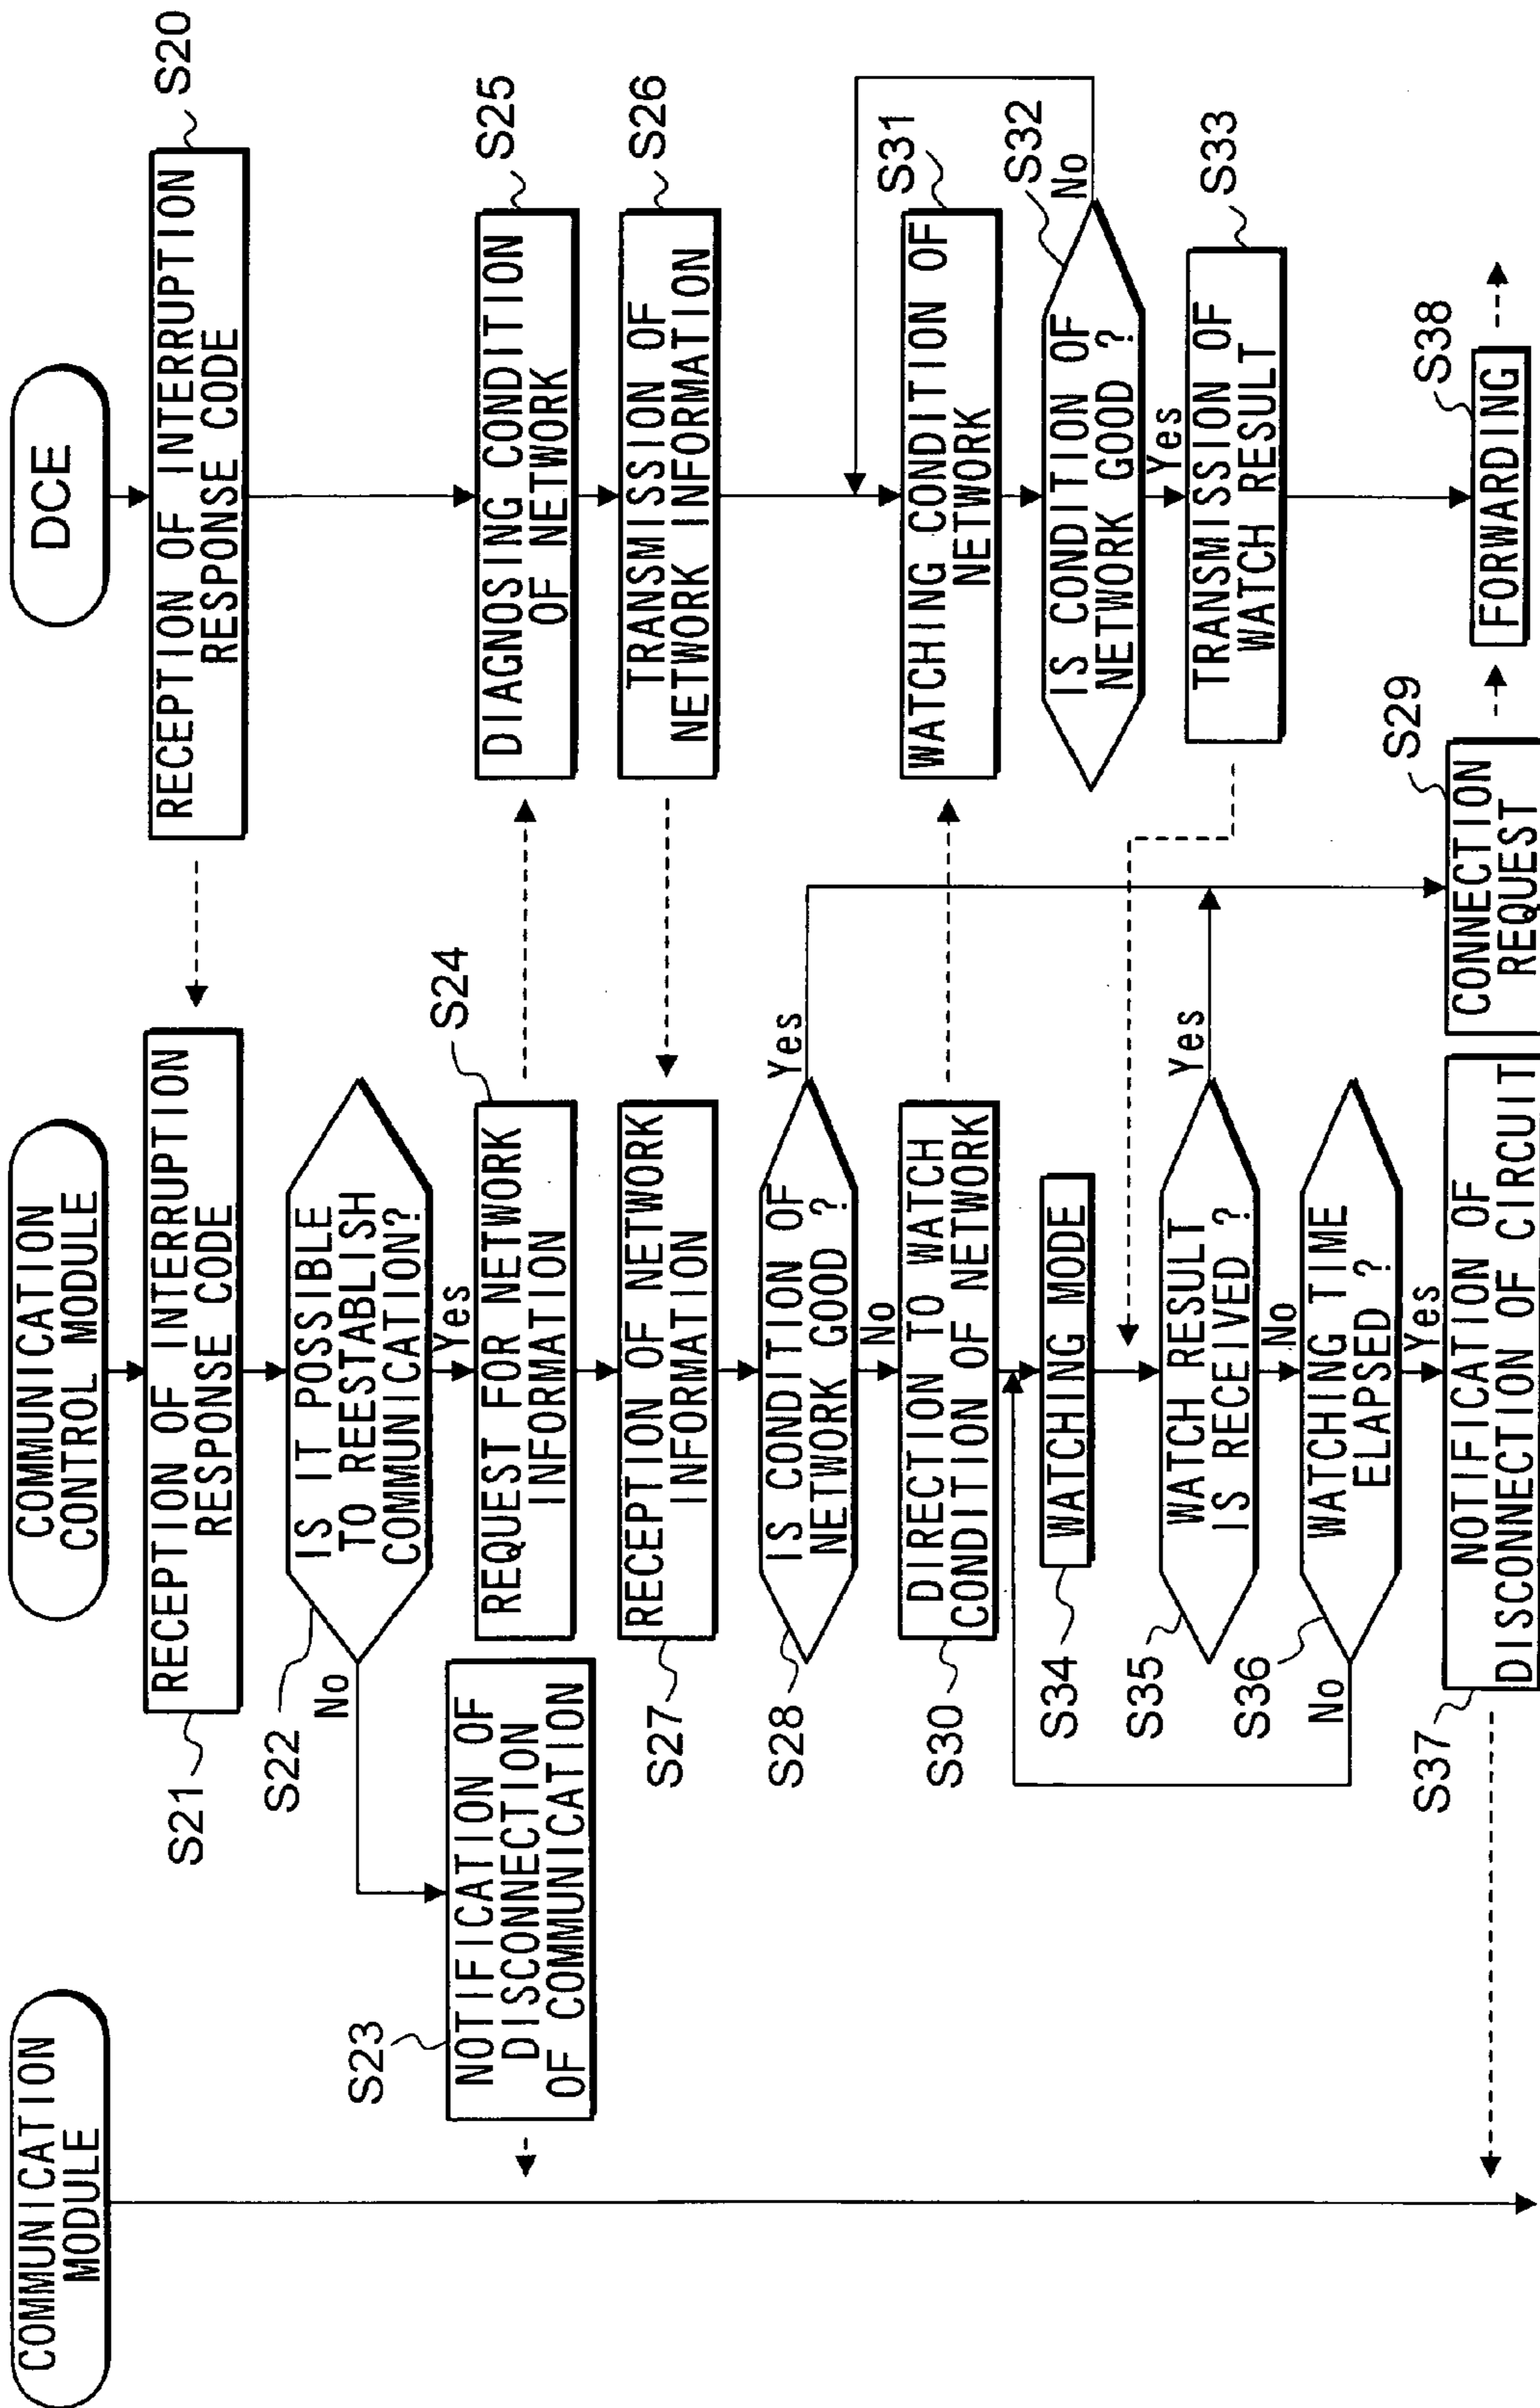 COMMUNICATION
MODULE
COMMUNICATION
CONTROL MODULE
DCE
RECEPTION OF INTERRUPTION
RESPONSE CODE
S20
S21
RECEPTION OF INTERRUPTION
RESPONSE CODE
S22
IS IT POSSIBLE
TO REESTABLISH
COMMUNICATION?
No
Yes
S23
NOTIFICATION OF
DISCONNECTION
OF COMMUNICATION
S24
REQUEST FOR NETWORK
INFORMATION
DIAGNOSING CONDITION
OF NETWORK
S25
TRANSMISSION OF
NETWORK INFORMATION
S26
S27
RECEPTION OF NETWORK
INFORMATION
S28
IS CONDITION OF
NETWORK GOOD ?
Yes
No
S30
DIRECTION TO WATCH
CONDITION OF NETWORK
WATCHING CONDITION OF
NETWORK
S31
IS CONDITION OF
NETWORK GOOD ?
S32
No
Yes
TRANSMISSION OF
WATCH RESULT
S33
S34
WATCHING MODE
S35
WATCH RESULT
IS RECEIVED ?
Yes
No
S36
WATCHING TIME
ELAPSED ?
No
Yes
S37
NOTIFICATION OF
DISCONNECTION OF CIRCUIT
CONNECTION
REQUEST
S29
FORWARDING
S38